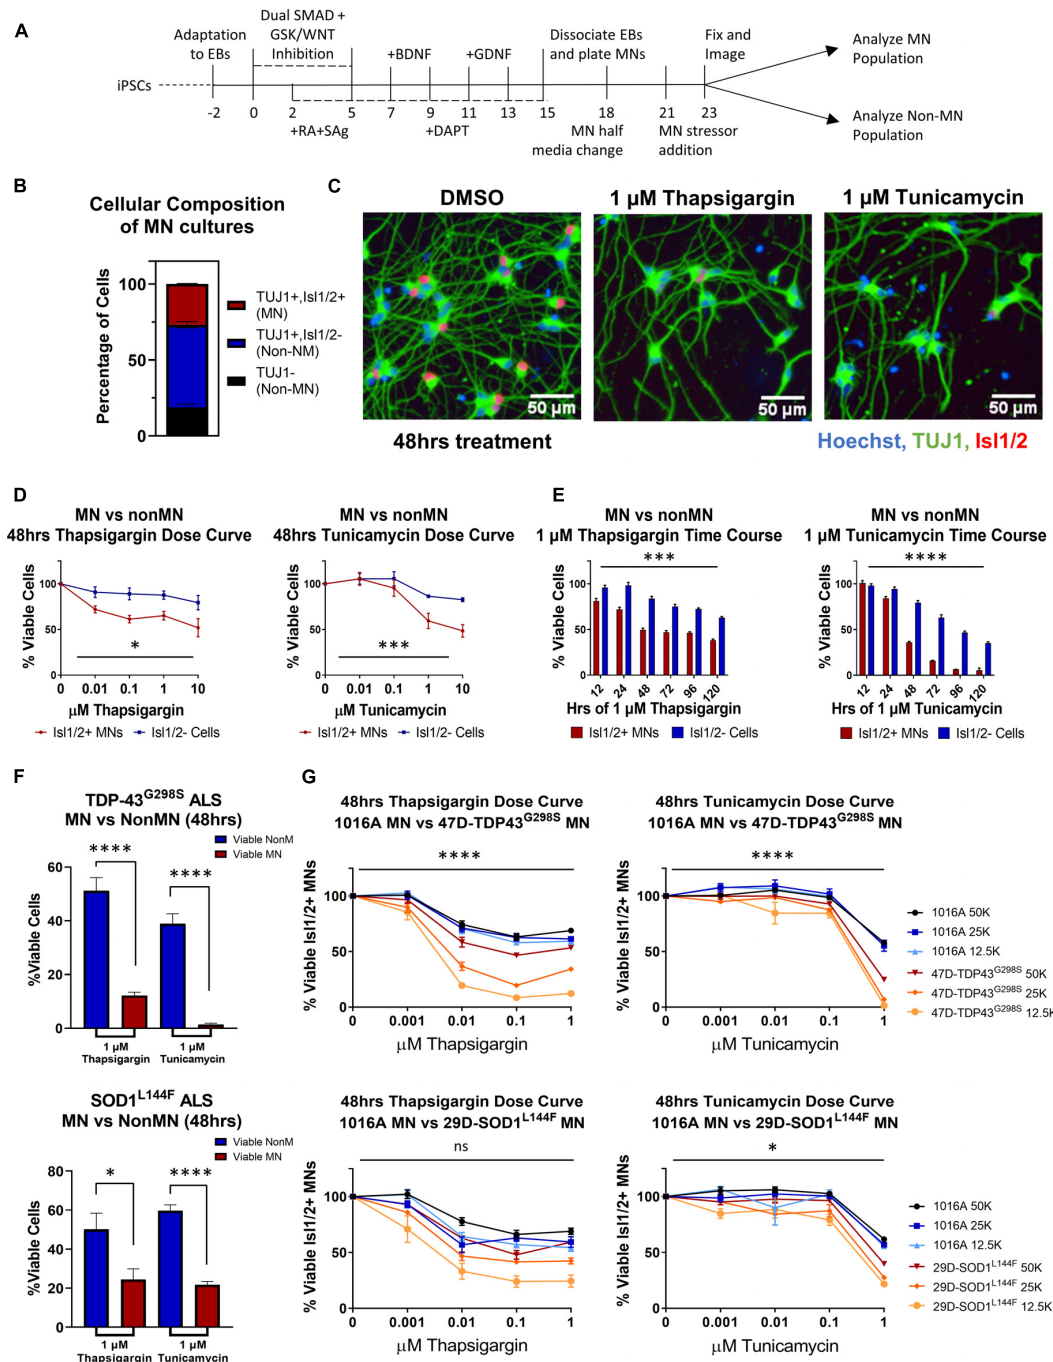 A
Adaptation
to EBs
Dual SMAD +
GSK/WNT
Inhibition
+BDNF
+GDNF
Dissociate EBs
and plate MNs
Fix and
Image
Analyze MN
Population
iPSCs
-2 0 2 5 7 9 11 13 15 18 21 23
+RA+SAg
+DAPT
MN half
media change
MN stressor
addition
Analyze Non-MN
Population
B
Cellular Composition
of MN cultures
Percentage of Cells
100
50
0
TUJ1+,Isl1/2+
(MN)
TUJ1+,Isl1/2-
(Non-NM)
TUJ1-
(Non-MN)
C
DMSO
1 µM Thapsigargin
1 µM Tunicamycin
50 µm
50 µm
50 µm
48hrs treatment
Hoechst, TUJ1, Isl1/2
D
MN vs nonMN
48hrs Thapsigargin Dose Curve
% Viable Cells
100
50
0
*
0 0.01 0.1 1 10
µM Thapsigargin
Isl1/2+ MNs Isl1/2- Cells
MN vs nonMN
48hrs Tunicamycin Dose Curve
% Viable Cells
100
50
0
***
0 0.01 0.1 1 10
µM Tunicamycin
Isl1/2+ MNs Isl1/2- Cells
E
MN vs nonMN
1 µM Thapsigargin Time Course
***
% Viable Cells
100
50
0
12 24 48 72 96 120
Hrs of 1 µM Thapsigargin
Isl1/2+ MNs Isl1/2- Cells
MN vs nonMN
1 µM Tunicamycin Time Course
****
% Viable Cells
100
50
0
12 24 48 72 96 120
Hrs of 1 µM Tunicamycin
Isl1/2+ MNs Isl1/2- Cells
F
TDP-43G298S ALS
MN vs NonMN (48hrs)
Viable NonM
Viable MN
****
****
%Viable Cells
60
40
20
0
1 µM
Thapsigargin
1 µM
Tunicamycin
SOD1L144F ALS
MN vs NonMN (48hrs)
Viable NonM
Viable MN
*
****
%Viable Cells
80
60
40
20
0
1 µM
Thapsigargin
1 µM
Tunicamycin
G
48hrs Thapsigargin Dose Curve
1016A MN vs 47D-TDP43G298S MN
****
% Viable Isl1/2+ MNs
100
50
0
0 0.001 0.01 0.1 1
µM Thapsigargin
48hrs Tunicamycin Dose Curve
1016A MN vs 47D-TDP43G298S MN
****
% Viable Isl1/2+ MNs
100
50
0
0 0.001 0.01 0.1 1
µM Tunicamycin
1016A 50K
1016A 25K
1016A 12.5K
47D-TDP43G298S 50K
47D-TDP43G298S 25K
47D-TDP43G298S 12.5K
48hrs Thapsigargin Dose Curve
1016A MN vs 29D-SOD1L144F MN
ns
% Viable Isl1/2+ MNs
100
50
0
0 0.001 0.01 0.1 1
µM Thapsigargin
48hrs Tunicamycin Dose Curve
1016A MN vs 29D-SOD1L144F MN
*
% Viable Isl1/2+ MNs
100
50
0
0 0.001 0.01 0.1 1
µM Tunicamycin
1016A 50K
1016A 25K
1016A 12.5K
29D-SOD1L144F 50K
29D-SOD1L144F 25K
29D-SOD1L144F 12.5K